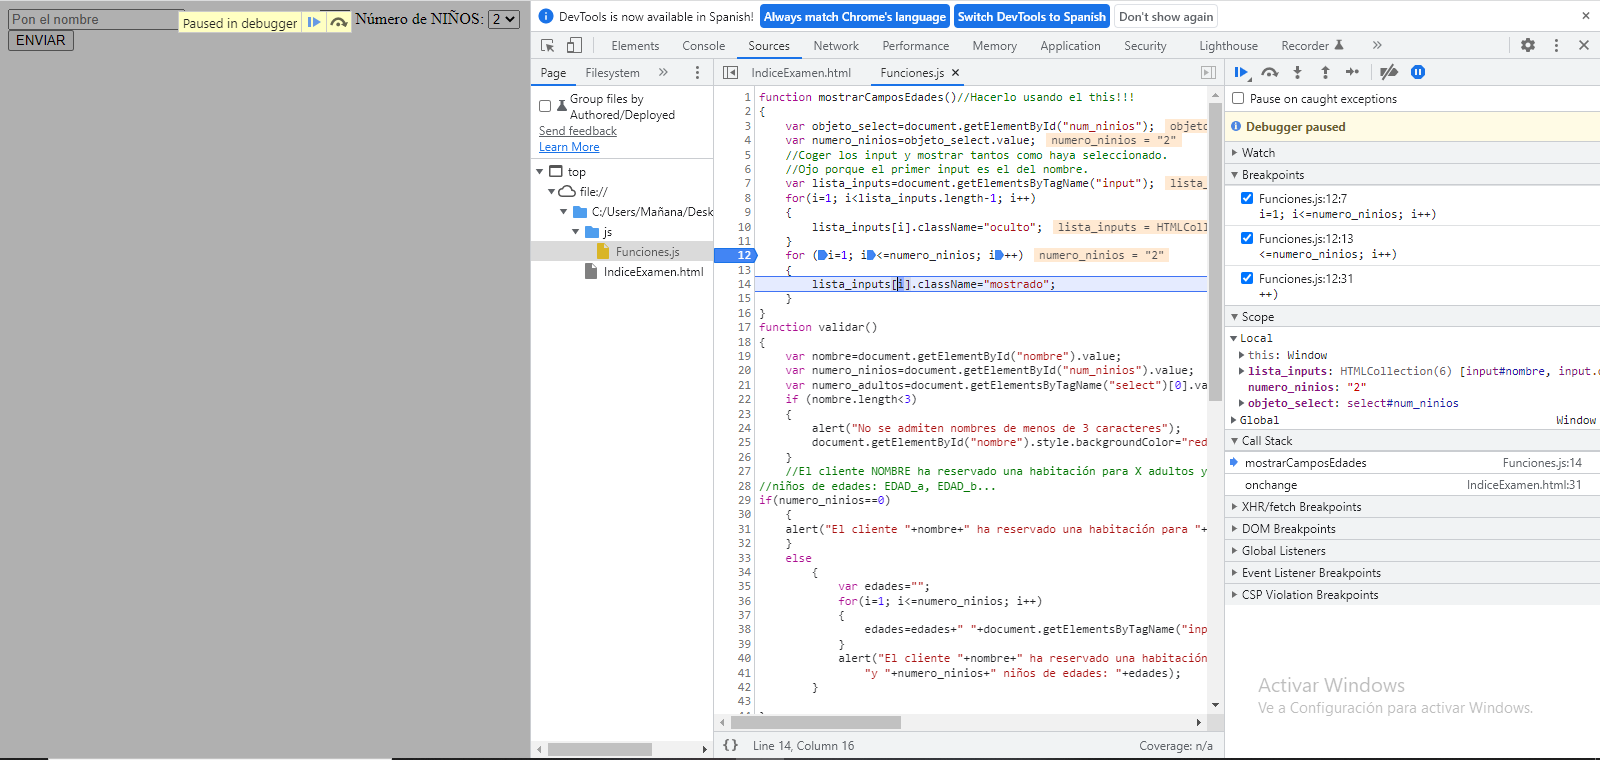 Pon el nombre
Paused in debugger
Número de NIÑOS: 2
ENVIAR
DevTools is now available in Spanish! Always match Chrome's language Switch DevTools to Spanish Don't show again ×
Elements Console Sources Network Performance Memory Application Security Lighthouse Recorder »
Page Filesystem »
IndiceExamen.html Funciones.js ×
Group files by
Authored/Deployed
Send feedback
Learn More
top
file://
C:/Users/Mañana/Desk
js
Funciones.js
IndiceExamen.html
1 function mostrarCamposEdades()//Hacerlo usando el this!!!
2 {
3 var objeto_select=document.getElementById("num_ninios"); objeto
4 var numero_ninios=objeto_select.value; numero_ninios = "2"
5 //Coger los input y mostrar tantos como haya seleccionado.
6 //Ojo porque el primer input es el del nombre.
7 var lista_inputs=document.getElementsByTagName("input"); lista_
8 for(i=1; i<lista_inputs.length-1; i++)
9 {
10 lista_inputs[i].className="oculto"; lista_inputs = HTMLColl
11 }
12 for (i=1; i<=numero_ninios; i++) numero_ninios = "2"
13 {
14 lista_inputs[i].className="mostrado";
15 }
16 }
17 function validar()
18 {
19 var nombre=document.getElementById("nombre").value;
20 var numero_ninios=document.getElementById("num_ninios").value;
21 var numero_adultos=document.getElementsByTagName("select")[0].va
22 if (nombre.length<3)
23 {
24 alert("No se admiten nombres de menos de 3 caracteres");
25 document.getElementById("nombre").style.backgroundColor="red
26 }
27 //El cliente NOMBRE ha reservado una habitación para X adultos y
28 //niños de edades: EDAD_a, EDAD_b...
29 if(numero_ninios==0)
30 {
31 alert("El cliente "+nombre+" ha reservado una habitación para "+
32 }
33 else
34 {
35 var edades="";
36 for(i=1; i<=numero_ninios; i++)
37 {
38 edades=edades+" "+document.getElementsByTagName("inp
39 }
40 alert("El cliente "+nombre+" ha reservado una habitación
41 "y "+numero_ninios+" niños de edades: "+edades);
42 }
43
{} Line 14, Column 16 Coverage: n/a
Pause on caught exceptions
Debugger paused
Watch
Breakpoints
Funciones.js:12:7
i=1; i<=numero_ninios; i++)
Funciones.js:12:13
<=numero_ninios; i++)
Funciones.js:12:31
++)
Scope
Local
this: Window
lista_inputs: HTMLCollection(6) [input#nombre, input.o
numero_ninios: "2"
objeto_select: select#num_ninios
Global Window
Call Stack
mostrarCamposEdades Funciones.js:14
onchange IndiceExamen.html:31
XHR/fetch Breakpoints
DOM Breakpoints
Global Listeners
Event Listener Breakpoints
CSP Violation Breakpoints
Activar Windows
Ve a Configuración para activar Windows.